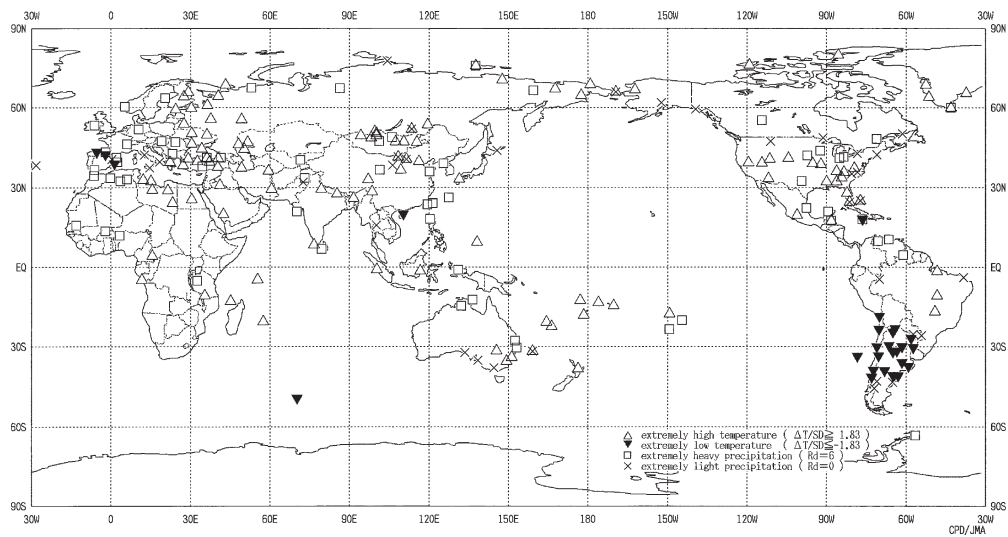 30W 0 30E 60E 90E 120E 150E 180 150W 120W 90W 60W 30W
90N 90N
60N 60N
30N 30N
EQ EQ
30S 30S
60S 60S
△ extremely high temperature ( ΔT/SD≧ 1.83)
▼ extremely low temperature ( ΔT/SD≦-1.83)
□ extremely heavy precipitation ( Rd=6)
× extremely light precipitation ( Rd=0)
90S 90S
30W 0 30E 60E 90E 120E 150E 180 150W 120W 90W 60W 30W
CPD/JMA